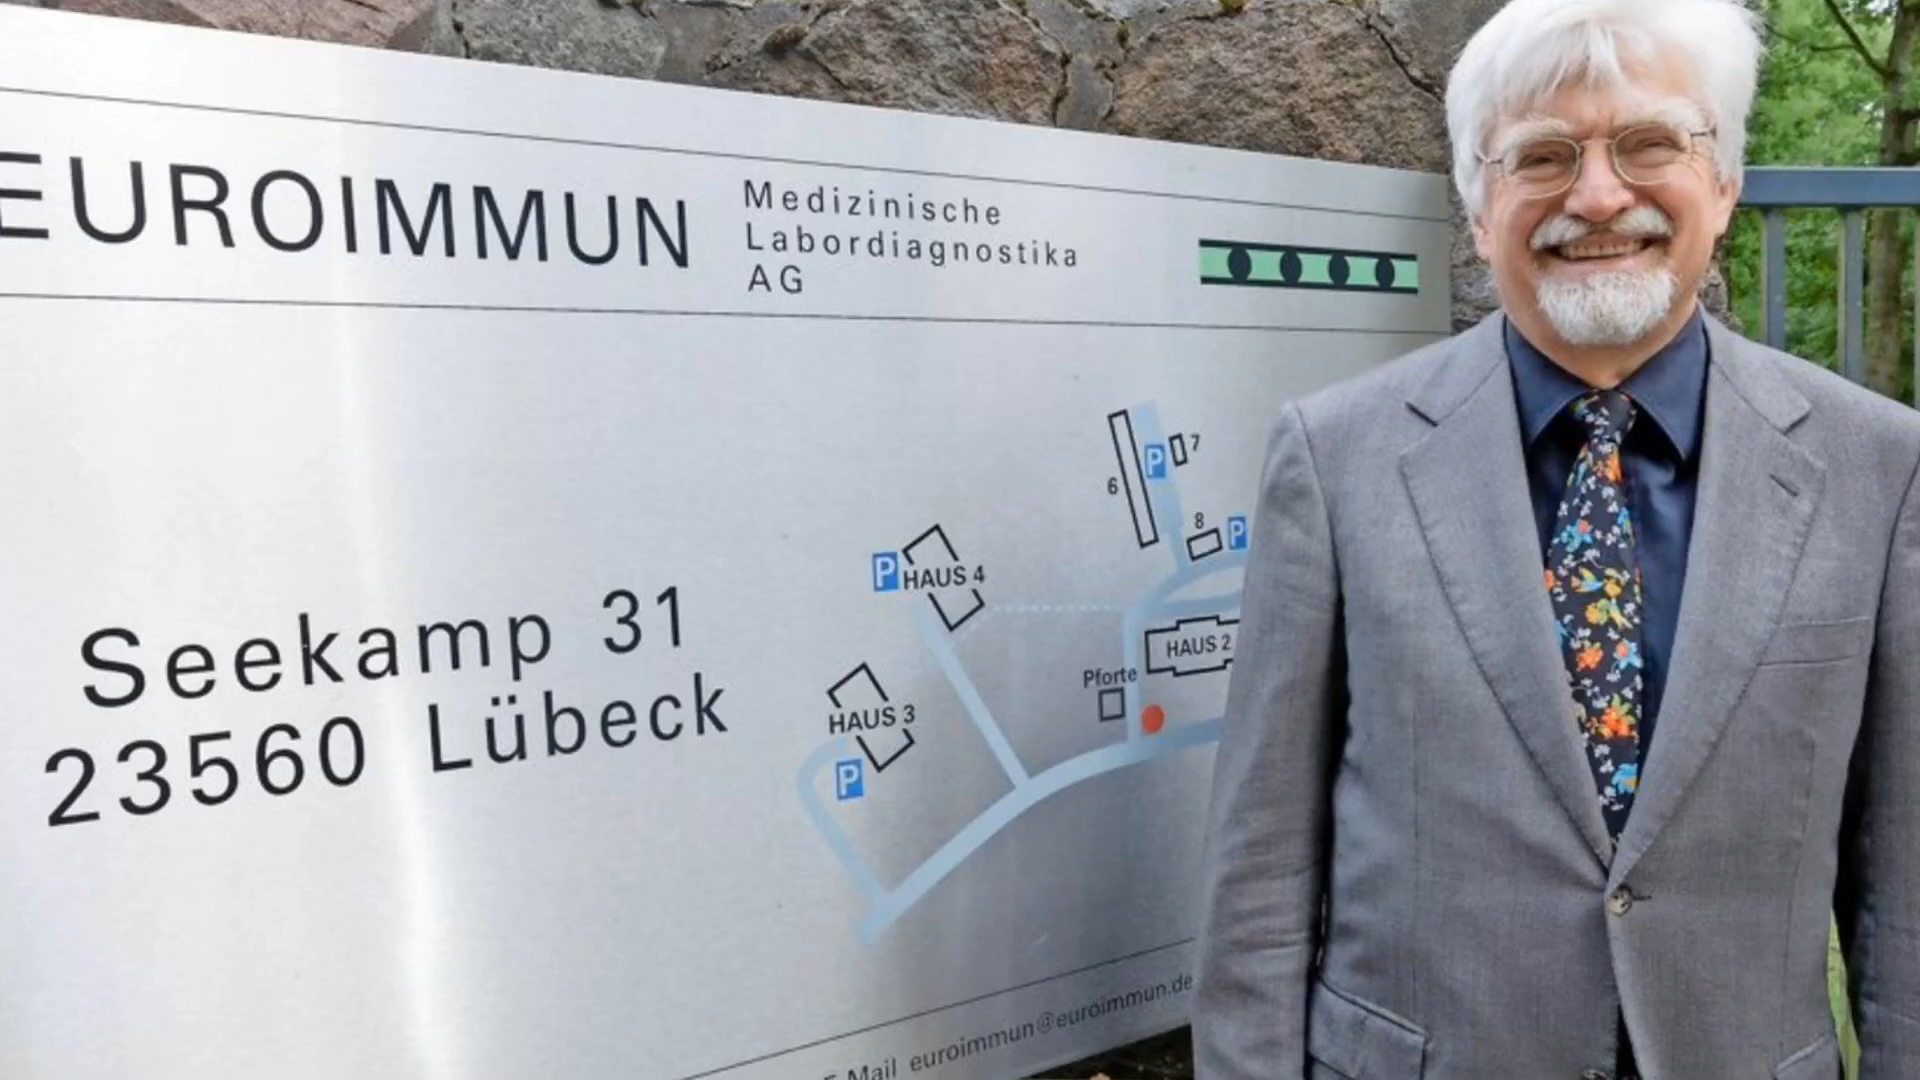 EUROIMMUN
Medizinische
Labordiagnostika
AG
Seekamp 31
23560 Lübeck
6
P
7
8
P
P
HAUS 4
HAUS 2
Pforte
HAUS 3
P
E-Mail euroimmun@euroimmun.de